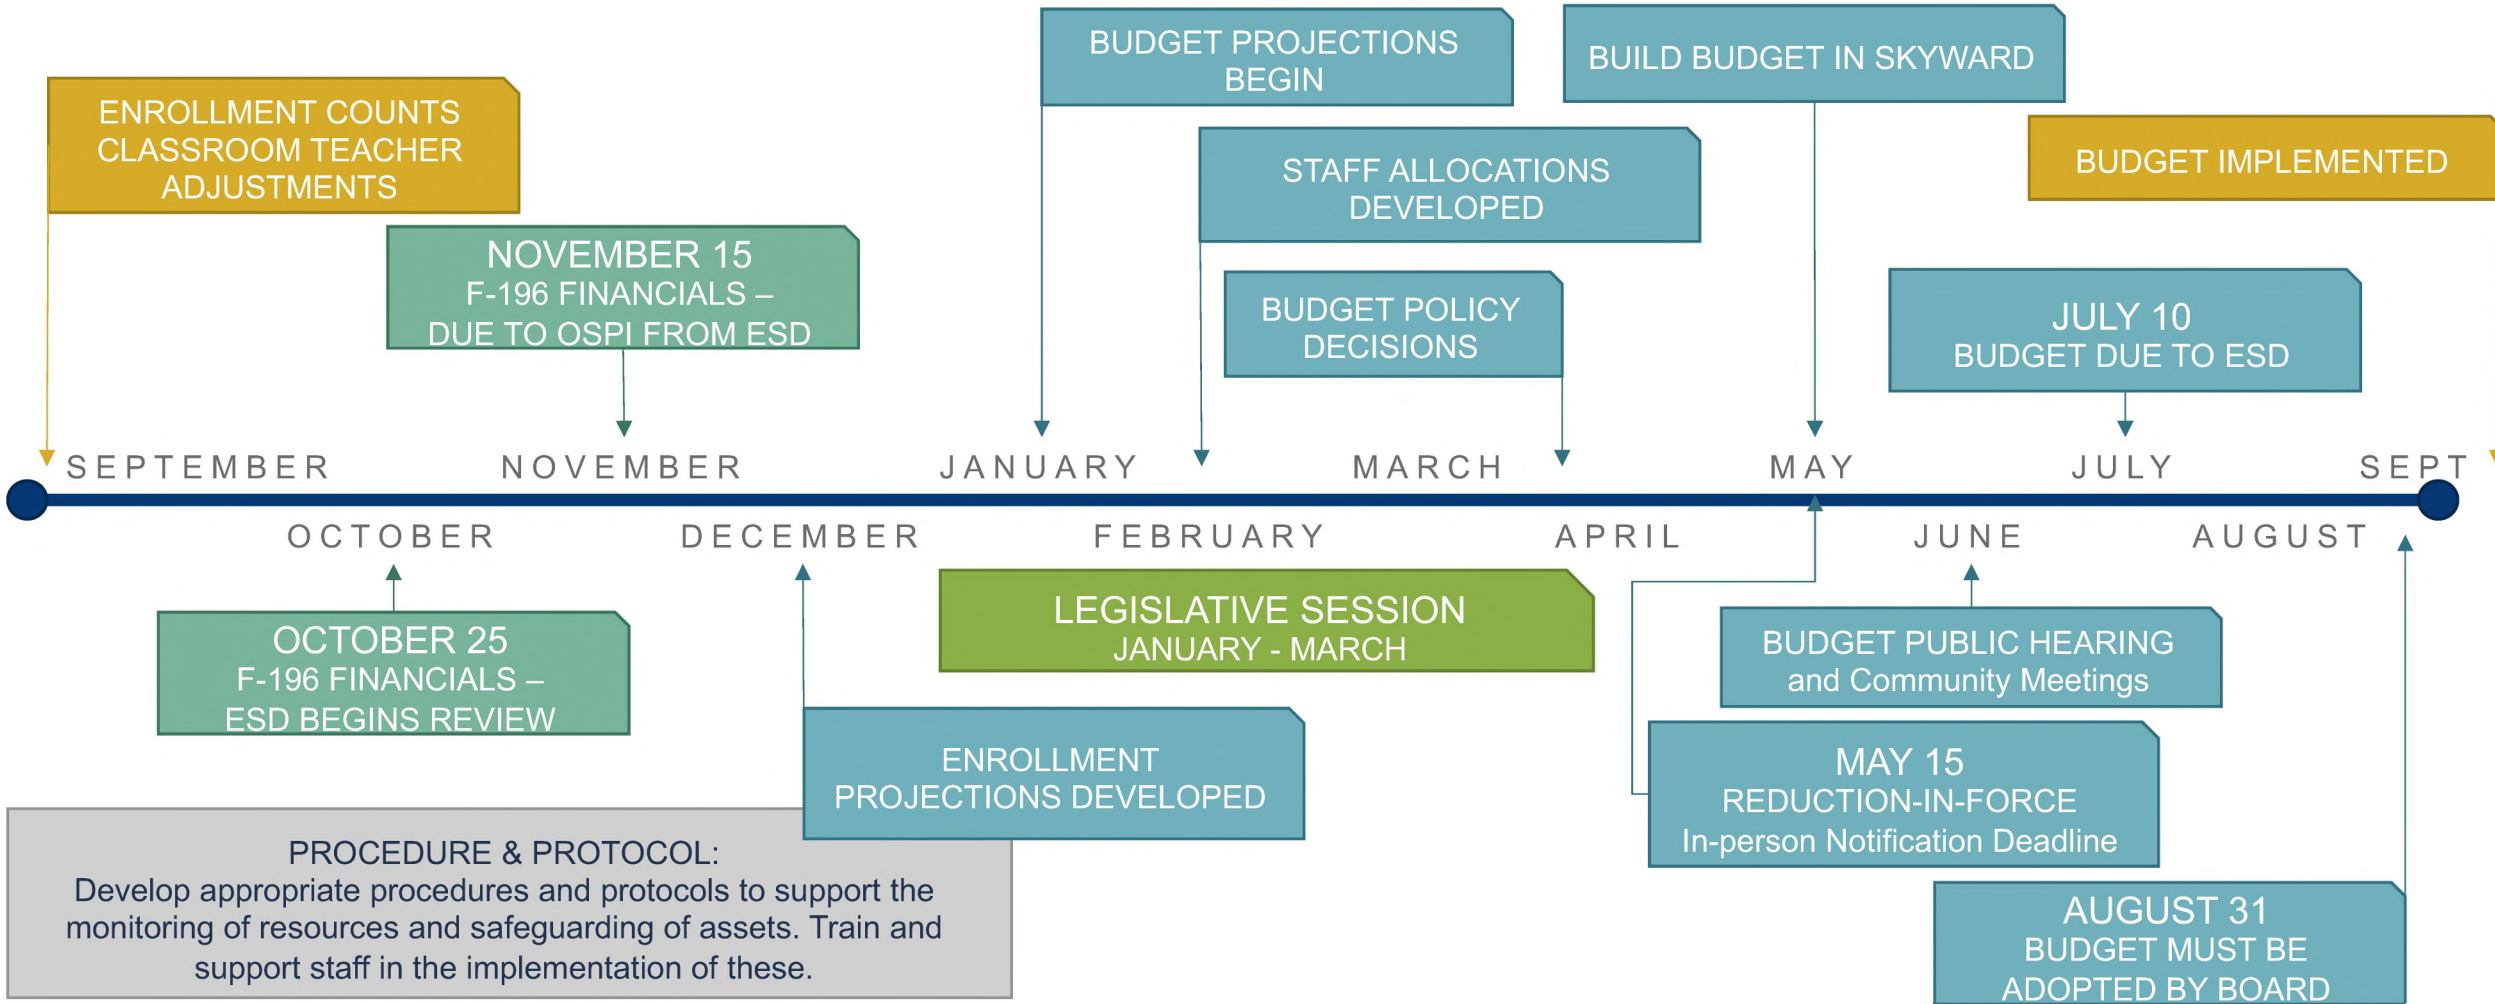 BUDGET PROJECTIONS
BEGIN
BUILD BUDGET IN SKYWARD
ENROLLMENT COUNTS
CLASSROOM TEACHER
ADJUSTMENTS
STAFF ALLOCATIONS
DEVELOPED
BUDGET IMPLEMENTED
NOVEMBER 15
F-196 FINANCIALS –
DUE TO OSPI FROM ESD
BUDGET POLICY
DECISIONS
JULY 10
BUDGET DUE TO ESD
SEPTEMBER
NOVEMBER
JANUARY
MARCH
MAY
JULY
SEPT
OCTOBER
DECEMBER
FEBRUARY
APRIL
JUNE
AUGUST
OCTOBER 25
F-196 FINANCIALS –
ESD BEGINS REVIEW
LEGISLATIVE SESSION
JANUARY - MARCH
BUDGET PUBLIC HEARING
and Community Meetings
ENROLLMENT
PROJECTIONS DEVELOPED
MAY 15
REDUCTION-IN-FORCE
In-person Notification Deadline
PROCEDURE & PROTOCOL:
Develop appropriate procedures and protocols to support the
monitoring of resources and safeguarding of assets. Train and
support staff in the implementation of these.
AUGUST 31
BUDGET MUST BE
ADOPTED BY BOARD